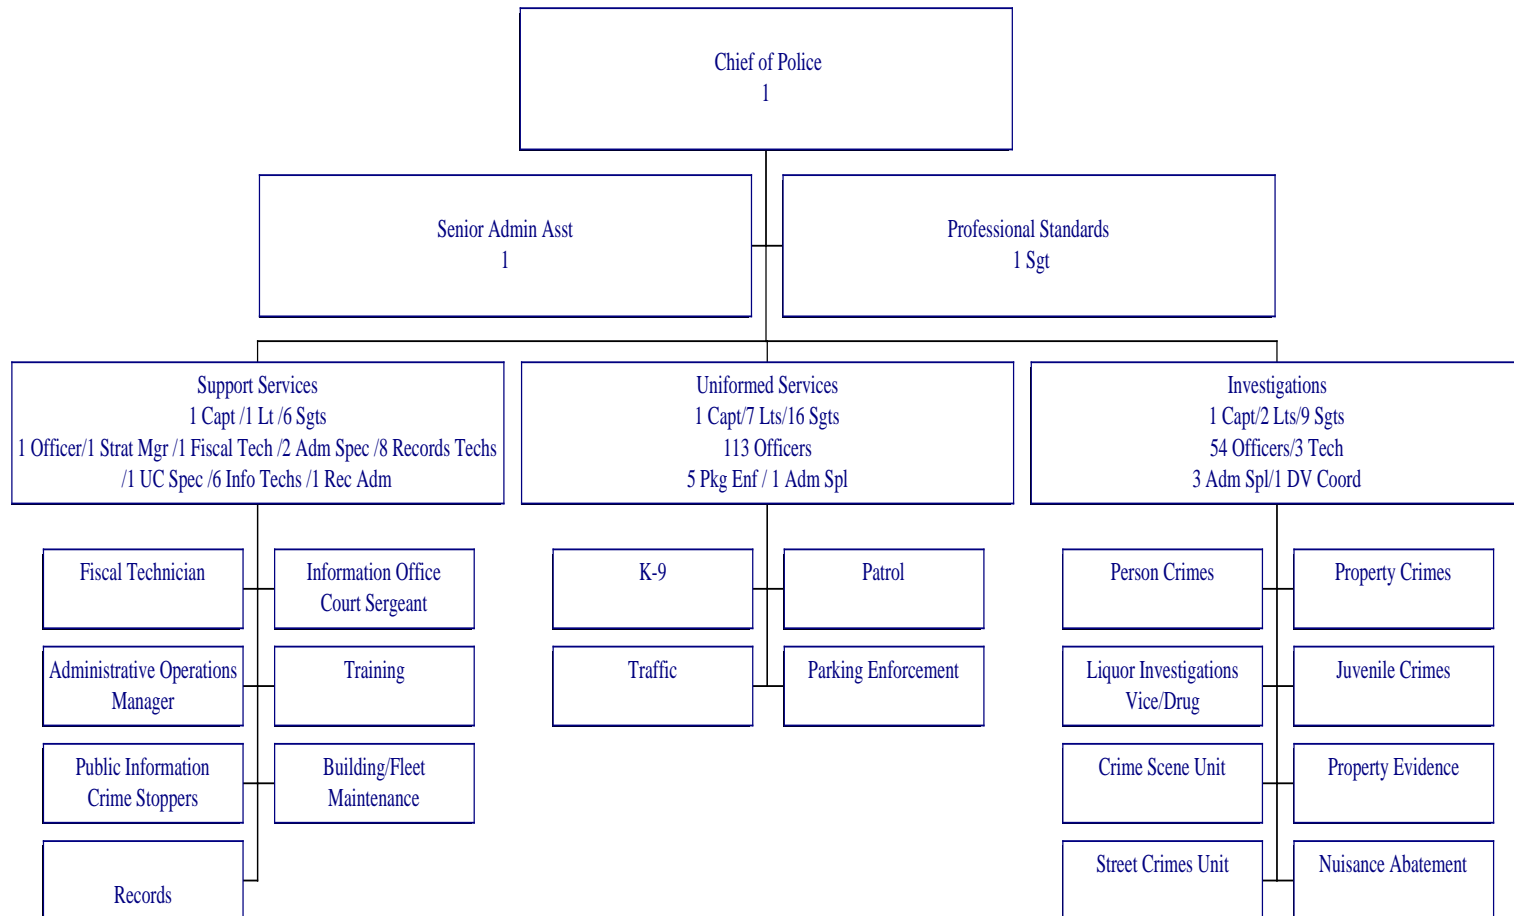 Chief of Police
1
Senior Admin Asst
1
Professional Standards
1 Sgt
Support Services
1 Capt /1 Lt /6 Sgts
1 Officer/1 Strat Mgr /1 Fiscal Tech /2 Adm Spec /8 Records Techs
/1 UC Spec /6 Info Techs /1 Rec Adm
Uniformed Services
1 Capt/7 Lts/16 Sgts
113 Officers
5 Pkg Enf / 1 Adm Spl
Investigations
1 Capt/2 Lts/9 Sgts
54 Officers/3 Tech
3 Adm Spl/1 DV Coord
Fiscal Technician
Information Office
Court Sergeant
Administrative Operations
Manager
Training
Public Information
Crime Stoppers
Building/Fleet
Maintenance
Records
K-9
Patrol
Traffic
Parking Enforcement
Person Crimes
Property Crimes
Liquor Investigations
Vice/Drug
Juvenile Crimes
Crime Scene Unit
Property Evidence
Street Crimes Unit
Nuisance Abatement